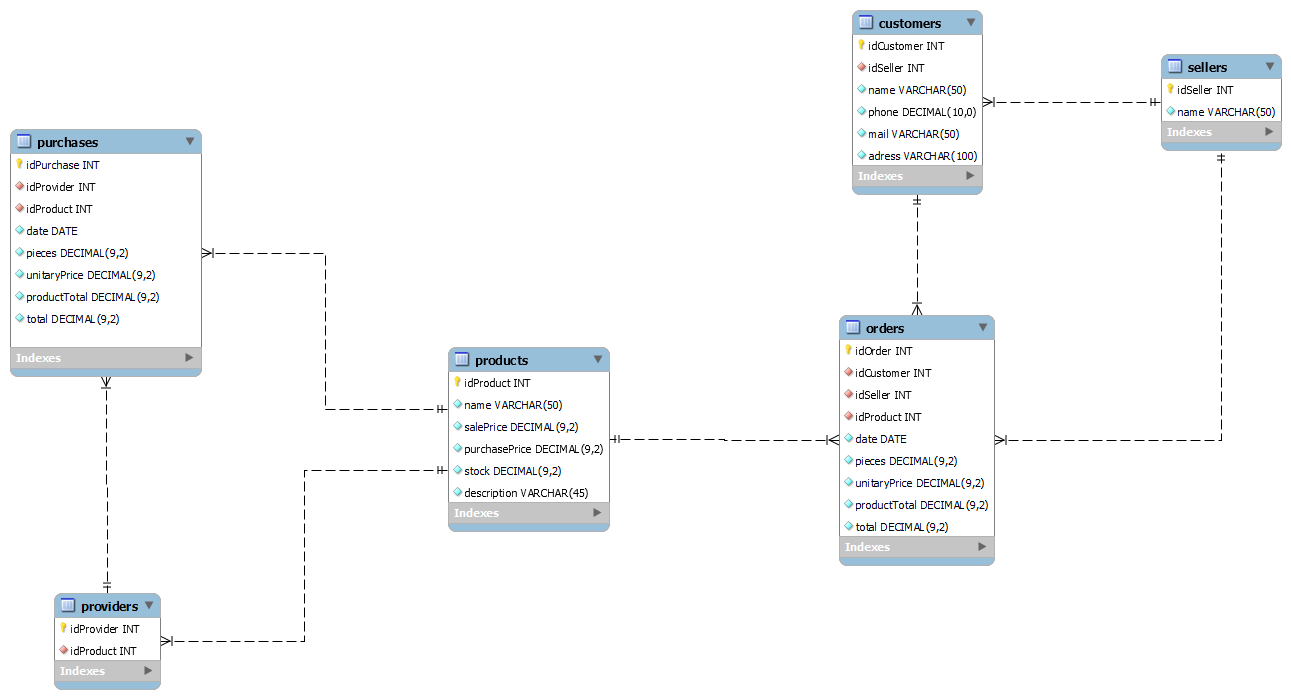 customers
idCustomer INT
idSeller INT
name VARCHAR(50)
phone DECIMAL(10,0)
mail VARCHAR(50)
adress VARCHAR(100)
Indexes
sellers
idSeller INT
name VARCHAR(50)
Indexes
purchases
idPurchase INT
idProvider INT
idProduct INT
date DATE
pieces DECIMAL(9,2)
unitaryPrice DECIMAL(9,2)
productTotal DECIMAL(9,2)
total DECIMAL(9,2)
Indexes
products
idProduct INT
name VARCHAR(50)
salePrice DECIMAL(9,2)
purchasePrice DECIMAL(9,2)
stock DECIMAL(9,2)
description VARCHAR(45)
Indexes
orders
idOrder INT
idCustomer INT
idSeller INT
idProduct INT
date DATE
pieces DECIMAL(9,2)
unitaryPrice DECIMAL(9,2)
productTotal DECIMAL(9,2)
total DECIMAL(9,2)
Indexes
providers
idProvider INT
idProduct INT
Indexes